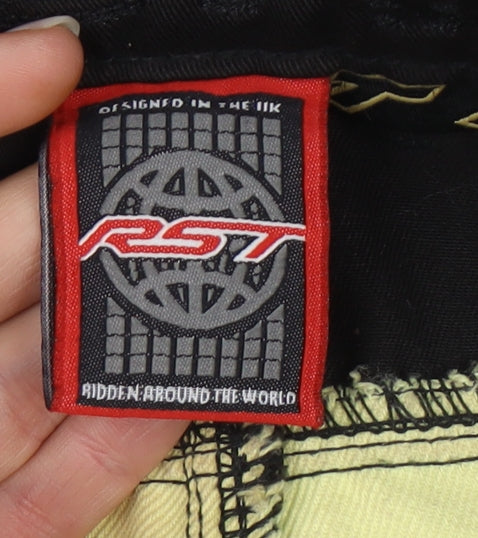 DESIGNED IN THE UK
RST
RIDDEN AROUND THE WORLD